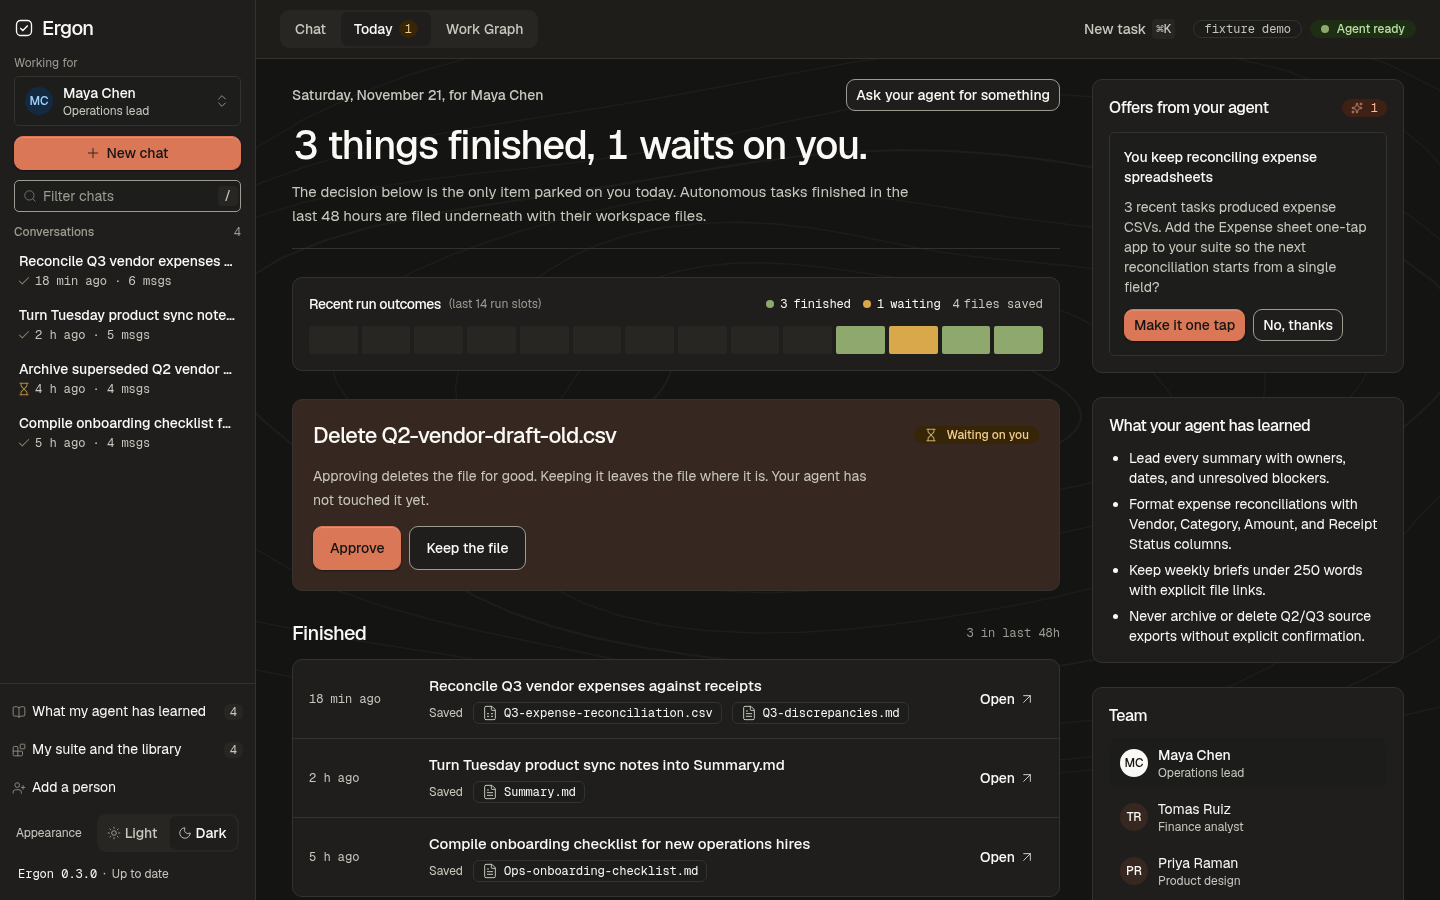 Ergon
Working for
MC
Maya Chen
Operations lead
New chat
Filter chats
/
Conversations
4
Reconcile Q3 vendor expenses ...
18 min ago · 6 msgs
Turn Tuesday product sync note...
2 h ago · 5 msgs
Archive superseded Q2 vendor ...
4 h ago · 4 msgs
Compile onboarding checklist f...
5 h ago · 4 msgs
What my agent has learned
4
My suite and the library
4
Add a person
Appearance
Light
Dark
Ergon 0.3.0 · Up to date
Chat
Today
1
Work Graph
New task
⌘K
fixture demo
Agent ready
Saturday, November 21, for Maya Chen
Ask your agent for something
3 things finished, 1 waits on you.
The decision below is the only item parked on you today. Autonomous tasks finished in the
last 48 hours are filed underneath with their workspace files.
Recent run outcomes
(last 14 run slots)
3 finished
1 waiting
4 files saved
Delete Q2-vendor-draft-old.csv
Waiting on you
Approving deletes the file for good. Keeping it leaves the file where it is. Your agent has
not touched it yet.
Approve
Keep the file
Finished
3 in last 48h
18 min ago
Reconcile Q3 vendor expenses against receipts
Saved
Q3-expense-reconciliation.csv
Q3-discrepancies.md
Open
2 h ago
Turn Tuesday product sync notes into Summary.md
Saved
Summary.md
Open
5 h ago
Compile onboarding checklist for new operations hires
Saved
Ops-onboarding-checklist.md
Open
Offers from your agent
1
You keep reconciling expense
spreadsheets
3 recent tasks produced expense
CSVs. Add the Expense sheet one-tap
app to your suite so the next
reconciliation starts from a single
field?
Make it one tap
No, thanks
What your agent has learned
• Lead every summary with owners,
dates, and unresolved blockers.
• Format expense reconciliations with
Vendor, Category, Amount, and Receipt
Status columns.
• Keep weekly briefs under 250 words
with explicit file links.
• Never archive or delete Q2/Q3 source
exports without explicit confirmation.
Team
MC
Maya Chen
Operations lead
TR
Tomas Ruiz
Finance analyst
PR
Priya Raman
Product design